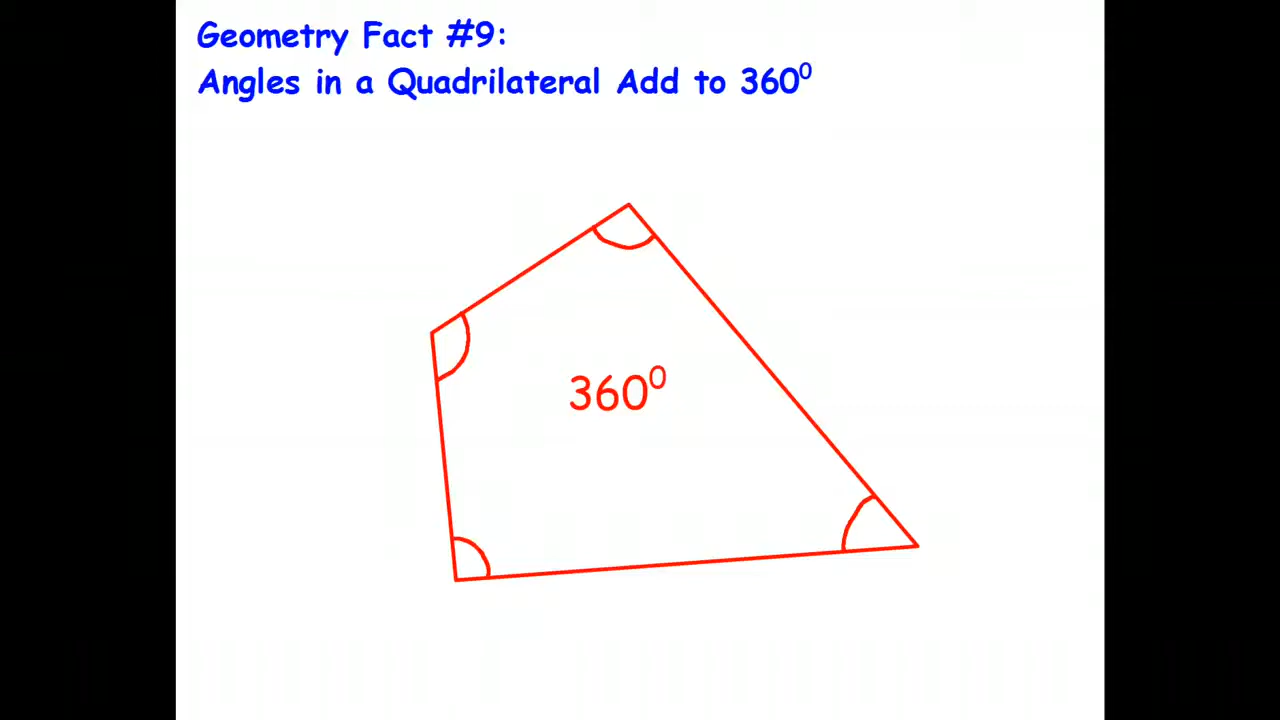 Geometry Fact #9:
Angles in a Quadrilateral Add to 360⁰
360⁰